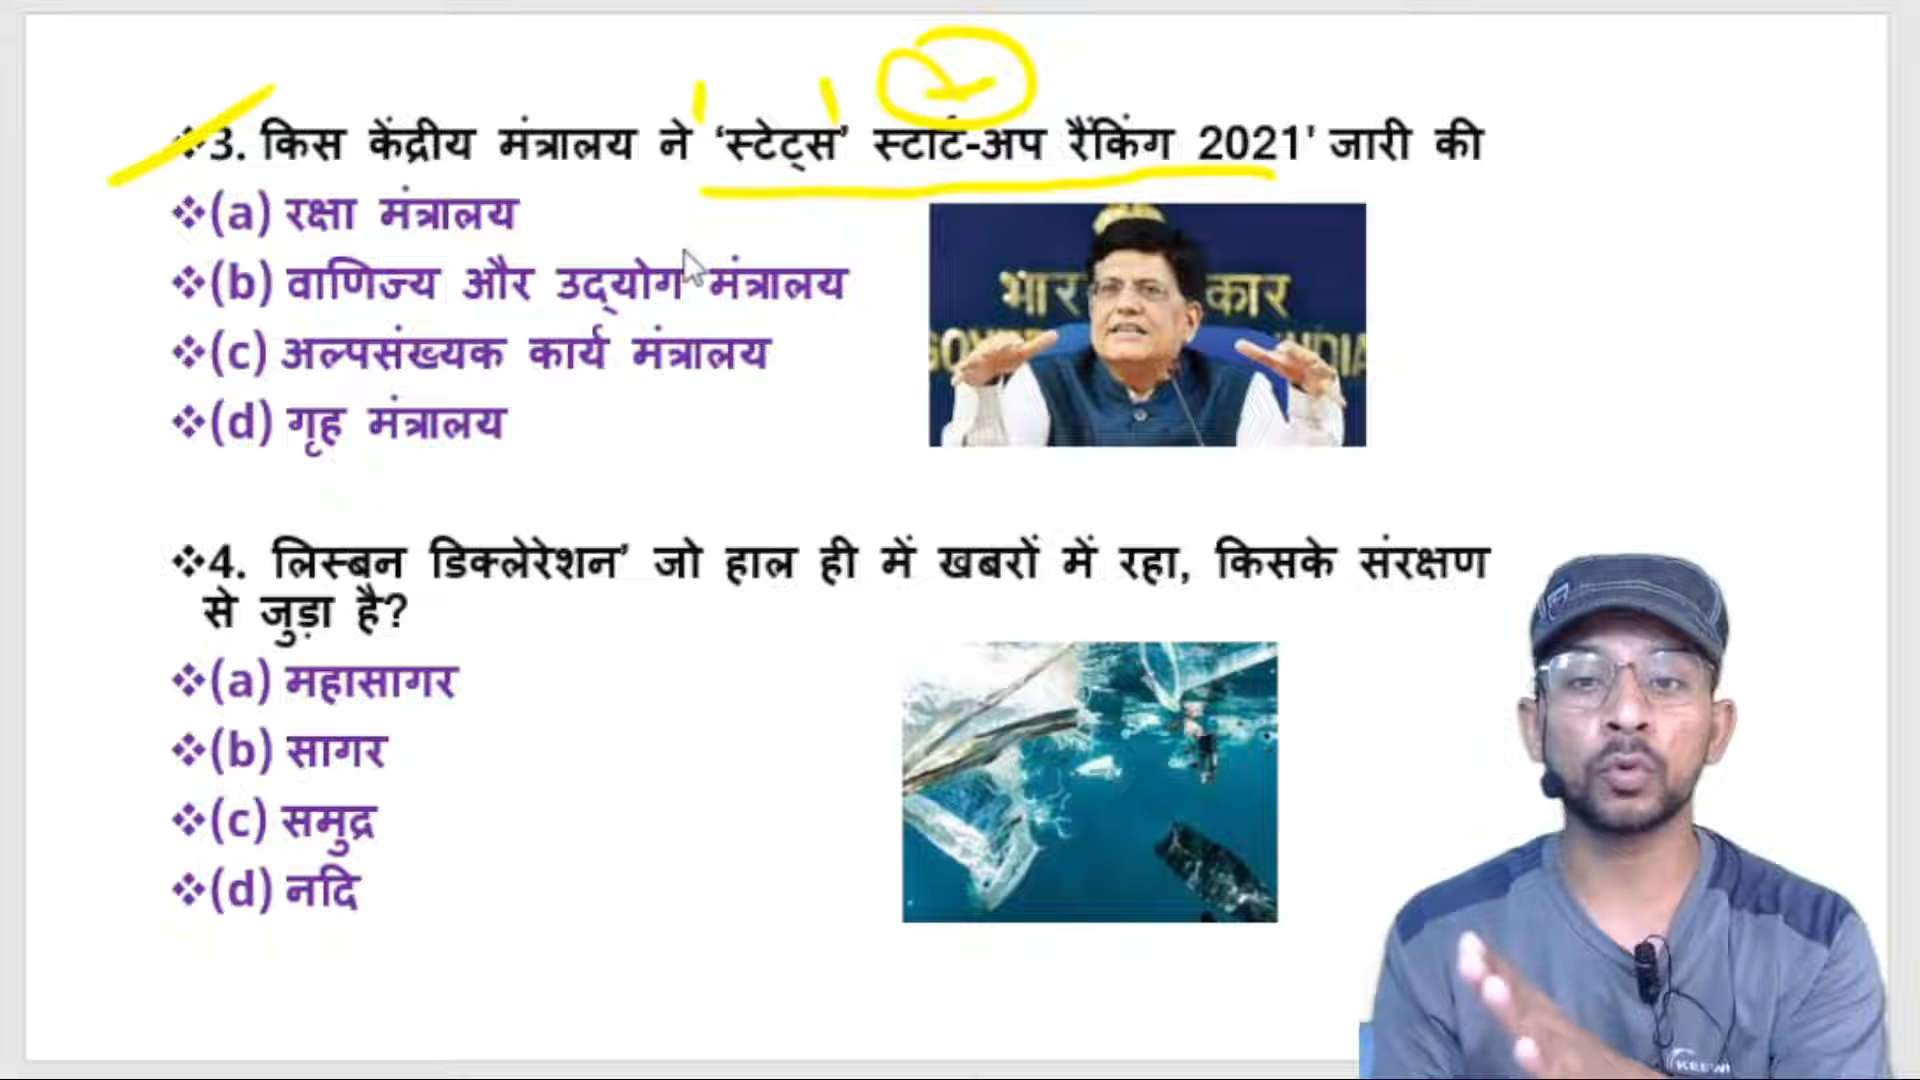 ❖3. किस केंद्रीय मंत्रालय ने ‘स्टेट्स’ स्टार्ट-अप रैंकिंग 2021' जारी की
❖(a) रक्षा मंत्रालय
❖(b) वाणिज्य और उद्योग मंत्रालय
❖(c) अल्पसंख्यक कार्य मंत्रालय
❖(d) गृह मंत्रालय
भार कार
❖4. लिस्बन डिक्लेरेशन’ जो हाल ही में खबरों में रहा, किसके संरक्षण
से जुड़ा है?
❖(a) महासागर
❖(b) सागर
❖(c) समुद्र
❖(d) नदि